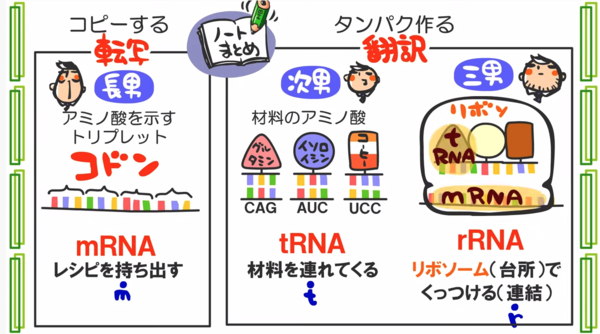 コピーする
転写
ノート
まとめ
タンパク作る
翻訳
長男
アミノ酸を示す
トリプレット
コドン
mRNA
レシピを持ち出す
m
次男
材料のアミノ酸
グル
タミン
イソロ
イシン
CAG
AUC
UCC
tRNA
材料を連れてくる
t
三男
リボソ
t
RNA
mRNA
rRNA
リボソーム(台所)で
くっつける(連結)
r